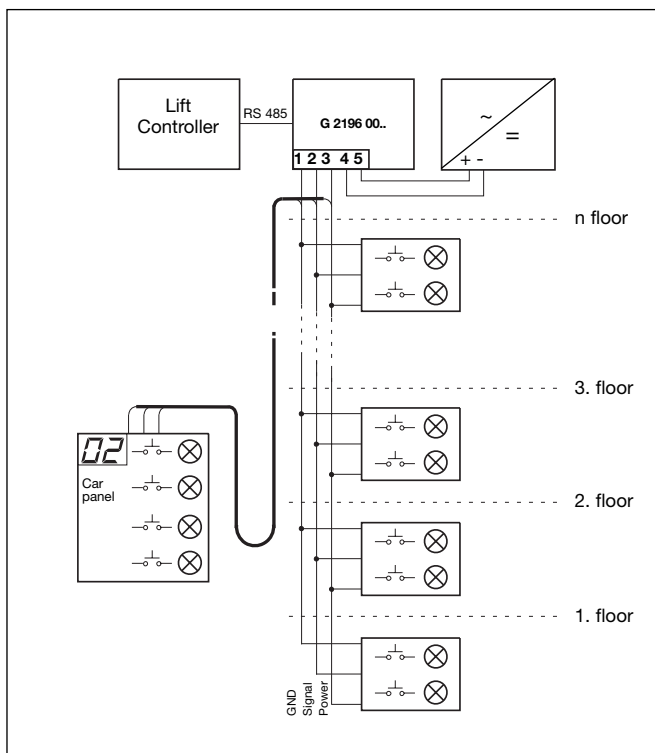 Lift
Controller
RS 485
G 2196 00..
1 2 3 4 5
~
=
+ -
n floor
3. floor
02
Car
panel
2. floor
1. floor
GND
Signal
Power